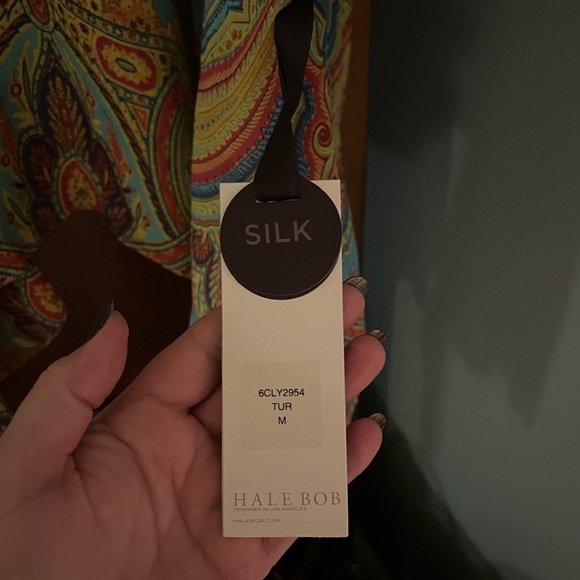 SILK
6CLY2954
TUR
M
HALE BOB
DESIGNED IN LOS ANGELES
HALEBOB.COM